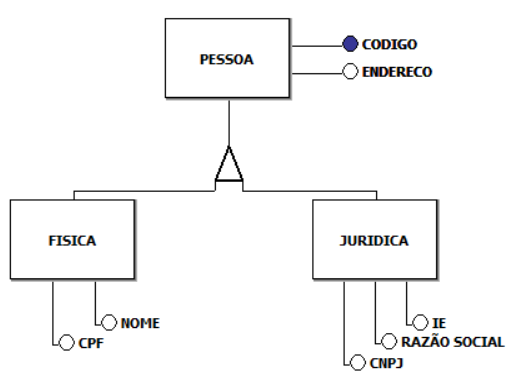 PESSOA
CODIGO
ENDERECO
FISICA
JURIDICA
NOME
CPF
IE
RAZÃO SOCIAL
CNPJ